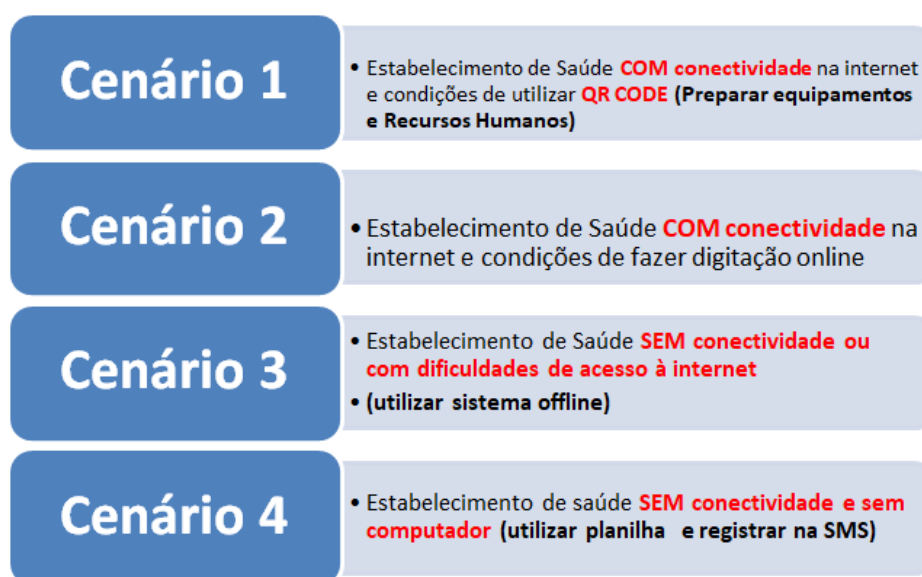 Cenário 1
• Estabelecimento de Saúde COM conectividade na internet
e condições de utilizar QR CODE (Preparar equipamentos
e Recursos Humanos)
Cenário 2
• Estabelecimento de Saúde COM conectividade na
internet e condições de fazer digitação online
Cenário 3
• Estabelecimento de Saúde SEM conectividade ou
com dificuldades de acesso à internet
• (utilizar sistema offline)
Cenário 4
• Estabelecimento de saúde SEM conectividade e sem
computador (utilizar planilha e registrar na SMS)